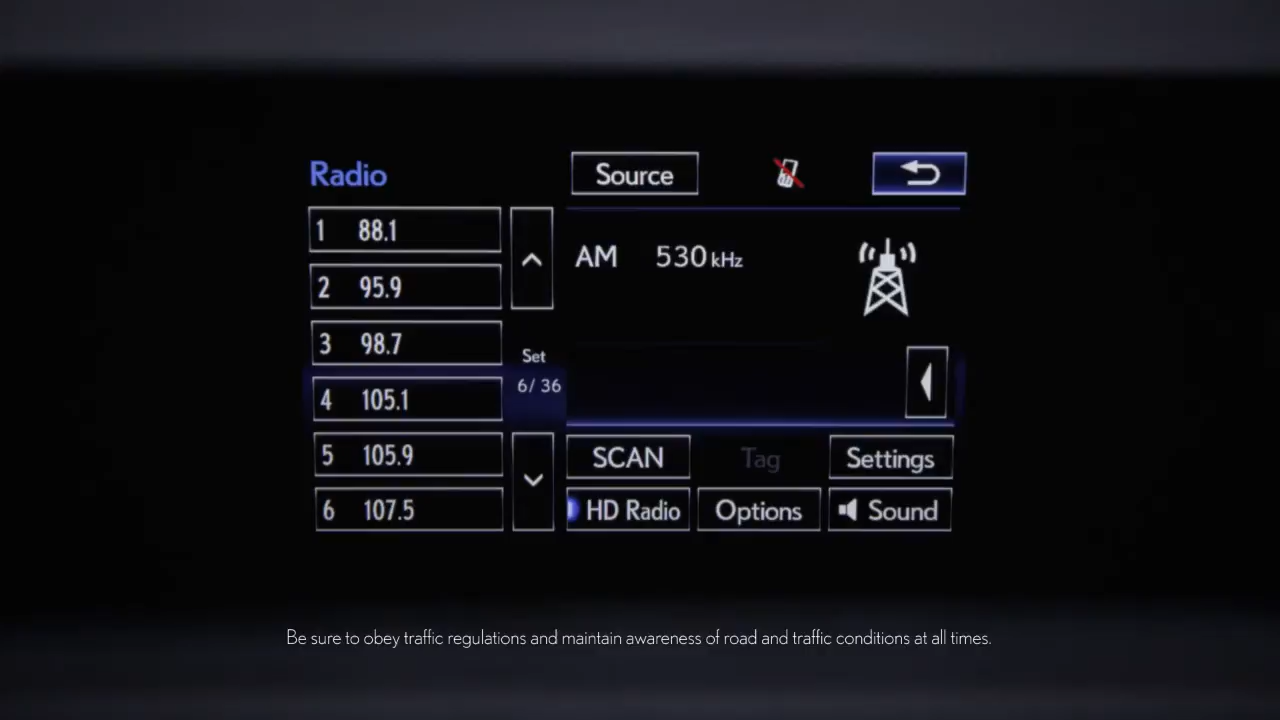 Radio
Source
1 88.1
2 95.9
3 98.7
4 105.1
5 105.9
6 107.5
Set
6/ 36
AM 530 kHz
SCAN
Tag
Settings
HD Radio
Options
Sound
Be sure to obey traffic regulations and maintain awareness of road and traffic conditions at all times.